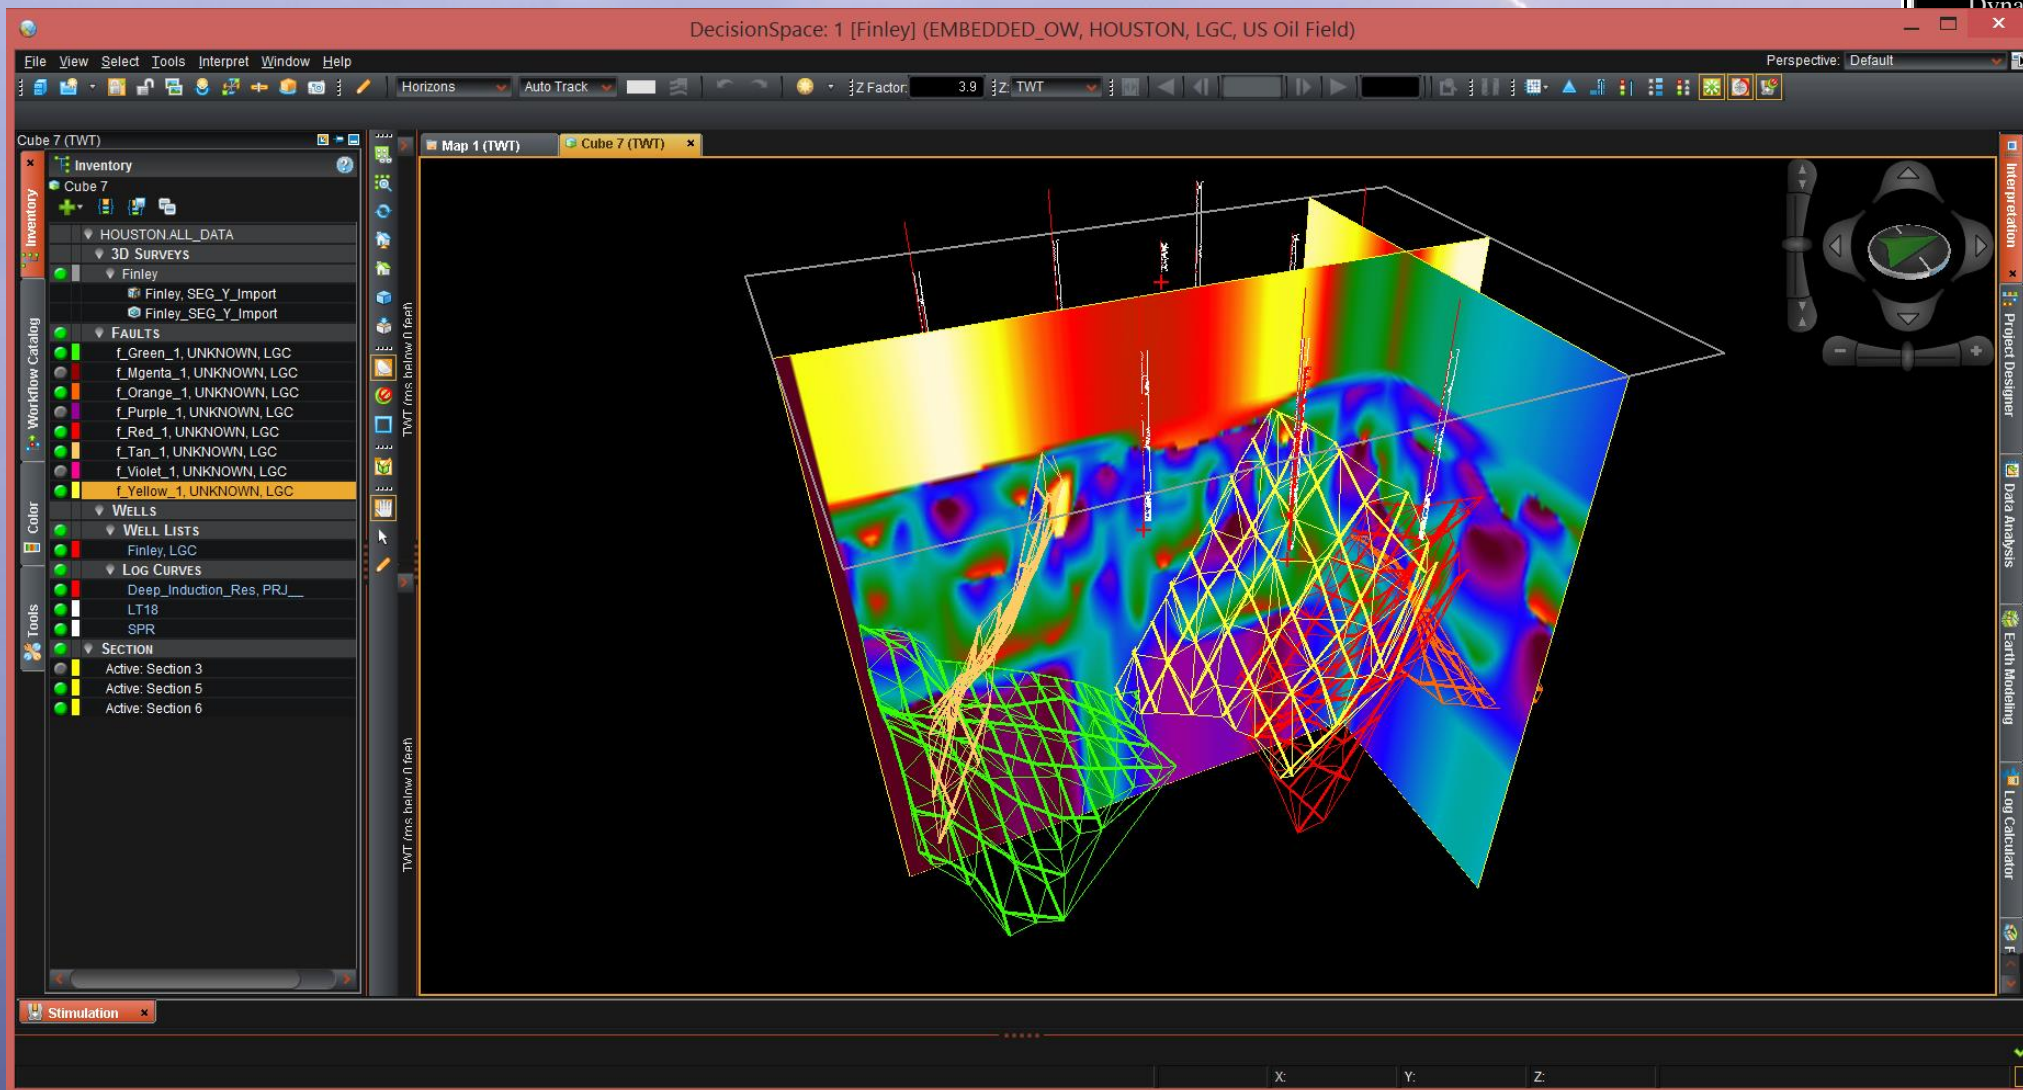 Dyna
DecisionSpace: 1 [Finley] (EMBEDDED_OW, HOUSTON, LGC, US Oil Field)
File View Select Tools Interpret Window Help
Perspective: Default
Horizons Auto Track Z Factor: 3.9 Z: TWT
Cube 7 (TWT)
Map 1 (TWT) Cube 7 (TWT)
Inventory
Cube 7
HOUSTON.ALL_DATA
3D SURVEYS
Finley
Finley, SEG_Y_Import
Finley_SEG_Y_Import
FAULTS
f_Green_1, UNKNOWN, LGC
f_Mgenta_1, UNKNOWN, LGC
f_Orange_1, UNKNOWN, LGC
f_Purple_1, UNKNOWN, LGC
f_Red_1, UNKNOWN, LGC
f_Tan_1, UNKNOWN, LGC
f_Violet_1, UNKNOWN, LGC
f_Yellow_1, UNKNOWN, LGC
WELLS
WELL LISTS
Finley, LGC
LOG CURVES
Deep_Induction_Res, PRJ__
LT18
SPR
SECTION
Active: Section 3
Active: Section 5
Active: Section 6
Inventory
Workflow Catalog
Color
Tools
TWT (ms below 0 feet)
TWT (ms below 0 feet)
Interpretation
Project Designer
Data Analysis
Earth Modeling
Log Calculator
F
Stimulation
X: Y: Z: